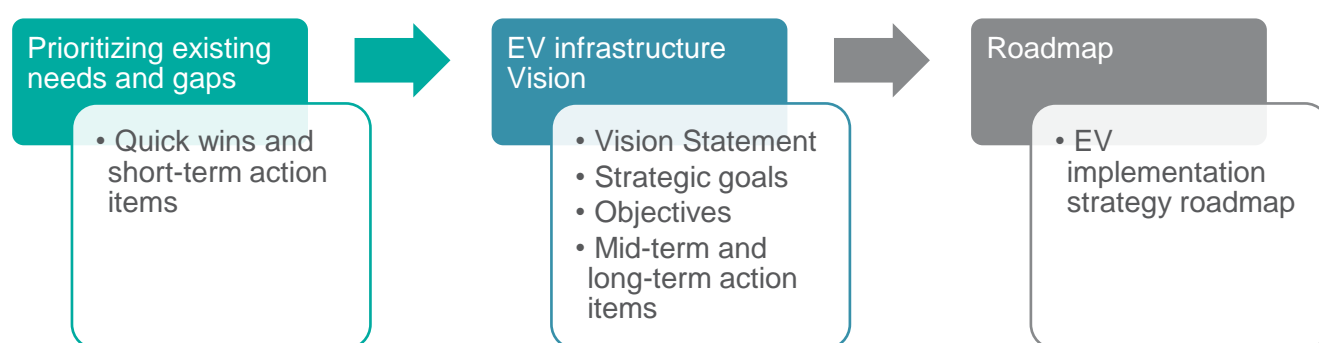 Prioritizing existing
needs and gaps
• Quick wins and
short-term action
items
EV infrastructure
Vision
• Vision Statement
• Strategic goals
• Objectives
• Mid-term and
long-term action
items
Roadmap
• EV
implementation
strategy roadmap